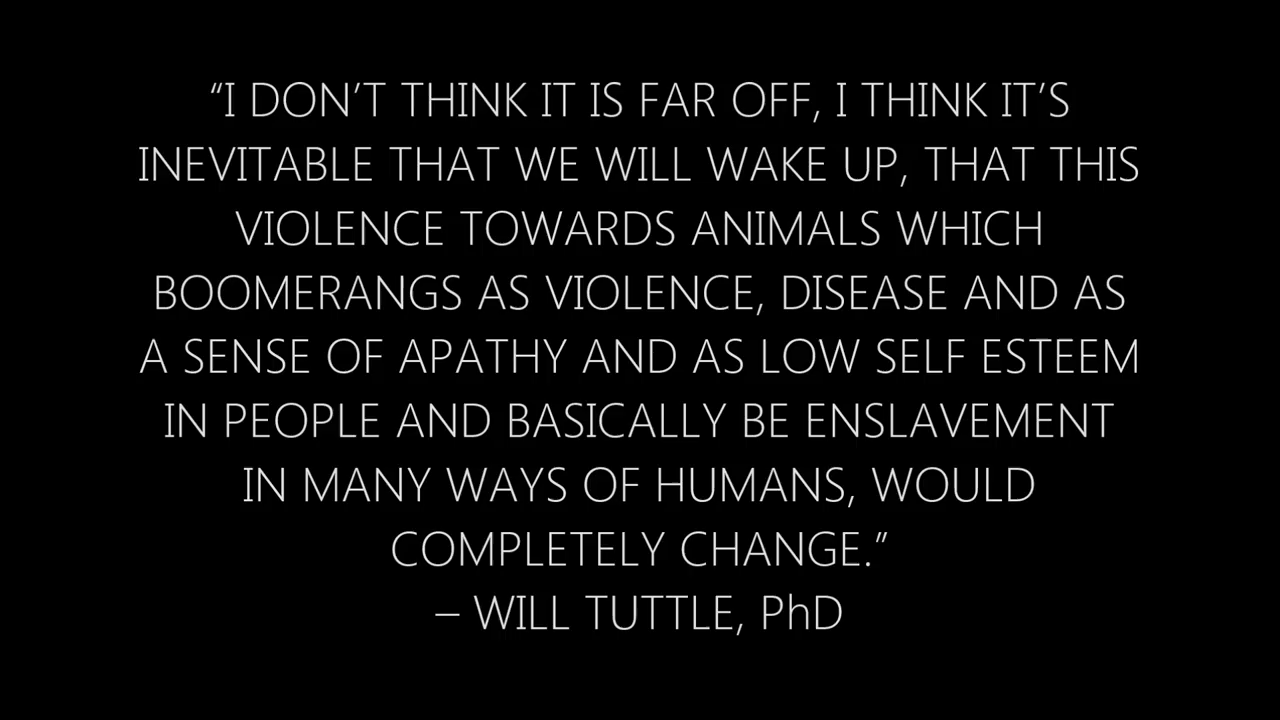 “I DON’T THINK IT IS FAR OFF, I THINK IT’S
INEVITABLE THAT WE WILL WAKE UP, THAT THIS
VIOLENCE TOWARDS ANIMALS WHICH
BOOMERANGS AS VIOLENCE, DISEASE AND AS
A SENSE OF APATHY AND AS LOW SELF ESTEEM
IN PEOPLE AND BASICALLY BE ENSLAVEMENT
IN MANY WAYS OF HUMANS, WOULD
COMPLETELY CHANGE.”
– WILL TUTTLE, PhD